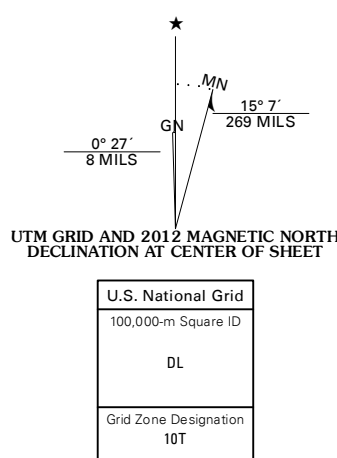 ★
MN
GN
15° 7´
269 MILS
0° 27´
8 MILS
UTM GRID AND 2012 MAGNETIC NORTH
DECLINATION AT CENTER OF SHEET
U.S. National Grid
100,000-m Square ID
DL
Grid Zone Designation
10T